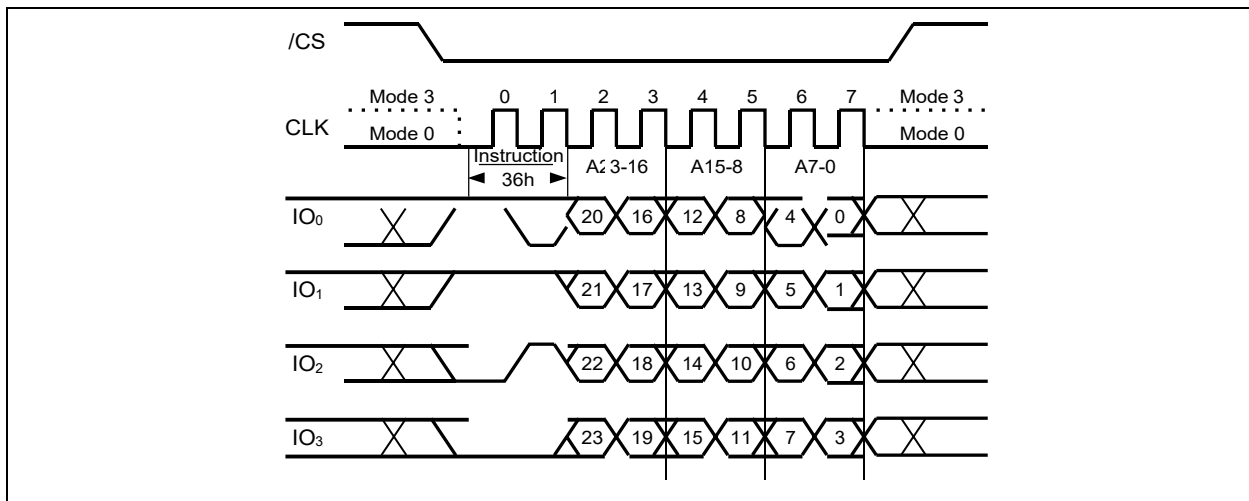 /CS
Mode 3 0 1 2 3 4 5 6 7 Mode 3
CLK Mode 0 Mode 0
Instruction
36h A23-16 A15-8 A7-0
IO0 20 16 12 8 4 0
IO1 21 17 13 9 5 1
IO2 22 18 14 10 6 2
IO3 23 19 15 11 7 3